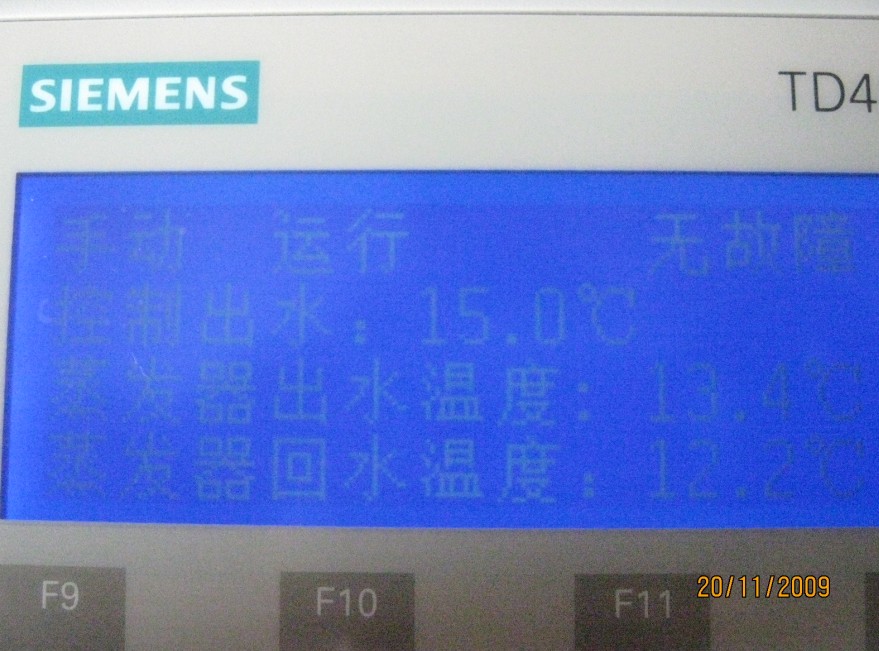 SIEMENS
TD4
手动 运行 无故障
控制出水：15.0℃
蒸发器出水温度：13.4℃
蒸发器回水温度：12.2℃
F9 F10 F11
20/11/2009